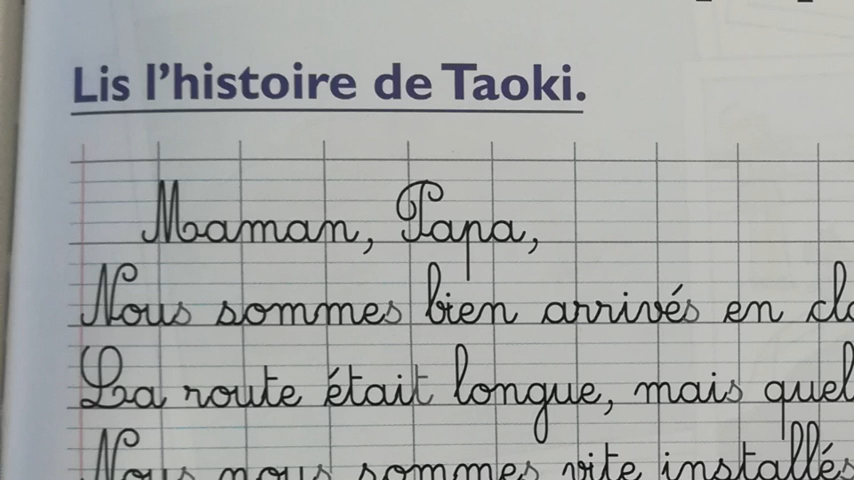 Lis l'histoire de Taoki.
Maman, Papa,
Nous sommes bien arrivés en
La route était longue, mais
Nous nous sommes vite installés